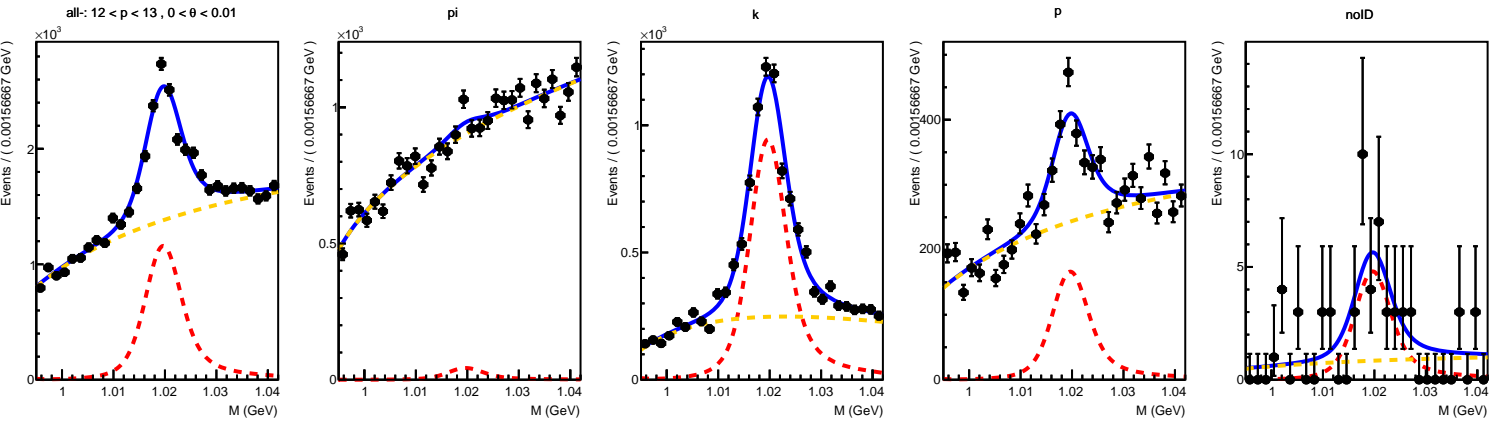 all-: 12 < p < 13 , 0 < θ < 0.01
×10³
Events / ( 0.00156667 GeV )
2
1
0
1 1.01 1.02 1.03 1.04
M (GeV)
pi
×10³
Events / ( 0.00156667 GeV )
1
0.5
0
1 1.01 1.02 1.03 1.04
M (GeV)
k
×10³
Events / ( 0.00156667 GeV )
1
0.5
0
1 1.01 1.02 1.03 1.04
M (GeV)
p
Events / ( 0.00156667 GeV )
400
200
0
1 1.01 1.02 1.03 1.04
M (GeV)
noID
Events / ( 0.00156667 GeV )
10
5
0
1 1.01 1.02 1.03 1.04
M (GeV)